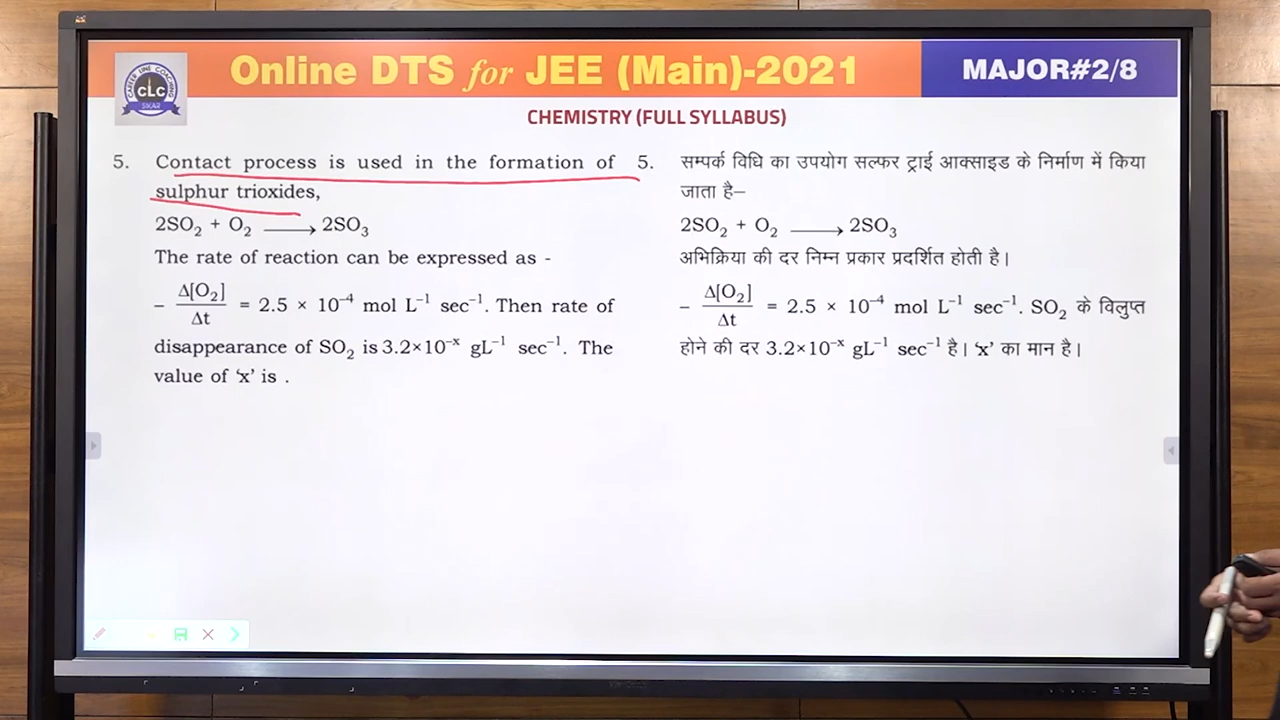 Online DTS for JEE (Main)-2021
MAJOR#2/8
CAREER LINE COACHING
CLC
SIKAR
CHEMISTRY (FULL SYLLABUS)
5. Contact process is used in the formation of
sulphur trioxides,
2SO₂ + O₂ ⟶ 2SO₃
The rate of reaction can be expressed as -
− Δ[O₂]/Δt = 2.5 × 10⁻⁴ mol L⁻¹ sec⁻¹. Then rate of
disappearance of SO₂ is 3.2×10⁻ˣ gL⁻¹ sec⁻¹. The
value of ‘x’ is .
5. सम्पर्क विधि का उपयोग सल्फर ट्राई आक्साइड के निर्माण में किया
जाता है–
2SO₂ + O₂ ⟶ 2SO₃
अभिक्रिया की दर निम्न प्रकार प्रदर्शित होती है।
− Δ[O₂]/Δt = 2.5 × 10⁻⁴ mol L⁻¹ sec⁻¹. SO₂ के विलुप्त
होने की दर 3.2×10⁻ˣ gL⁻¹ sec⁻¹ है। ‘x’ का मान है।